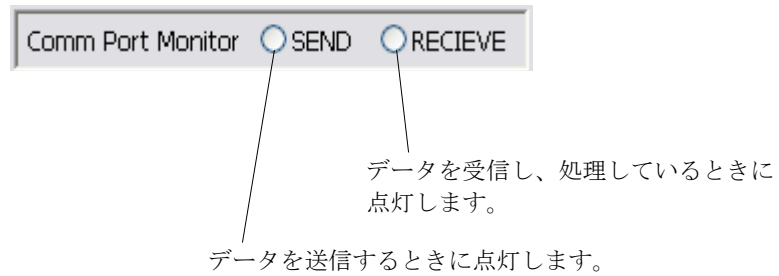 Comm Port Monitor SEND RECIEVE
データを受信し、処理しているときに
点灯します。
データを送信するときに点灯します。